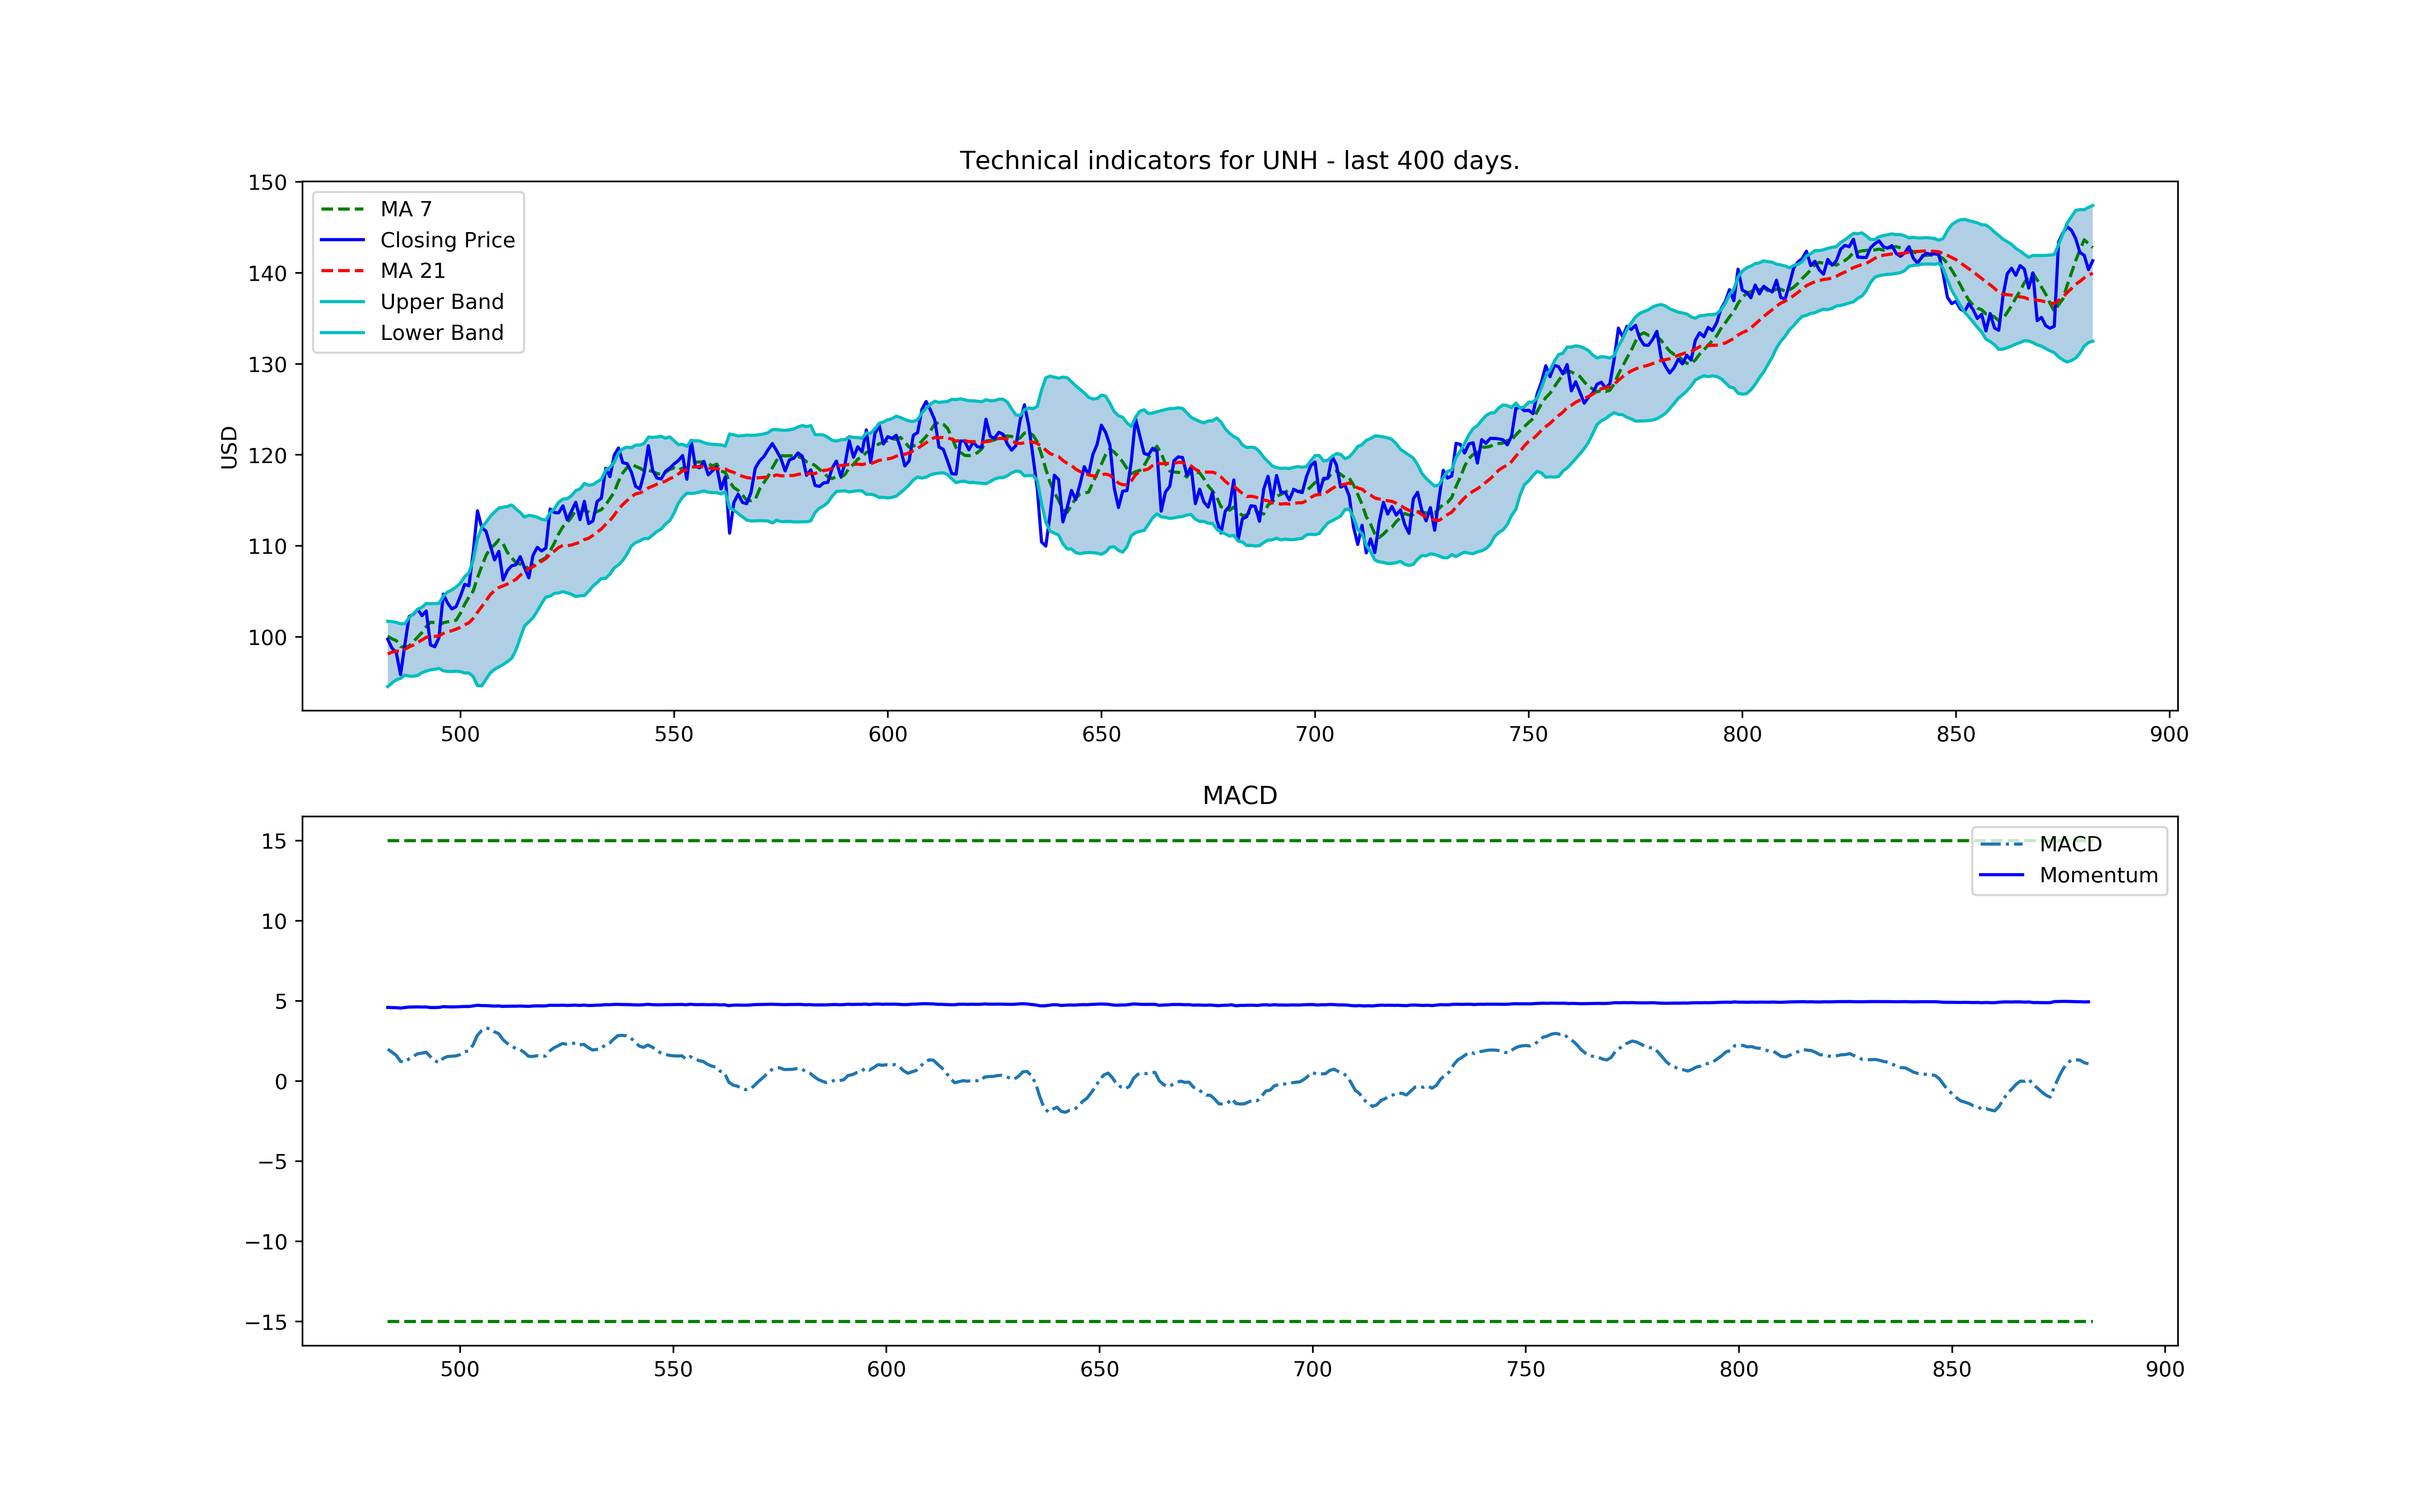 Technical indicators for UNH - last 400 days.
150
140
130
120
110
100
USD
MA 7
Closing Price
MA 21
Upper Band
Lower Band
500 550 600 650 700 750 800 850 900
MACD
15
10
5
0
−5
−10
−15
MACD
Momentum
500 550 600 650 700 750 800 850 900